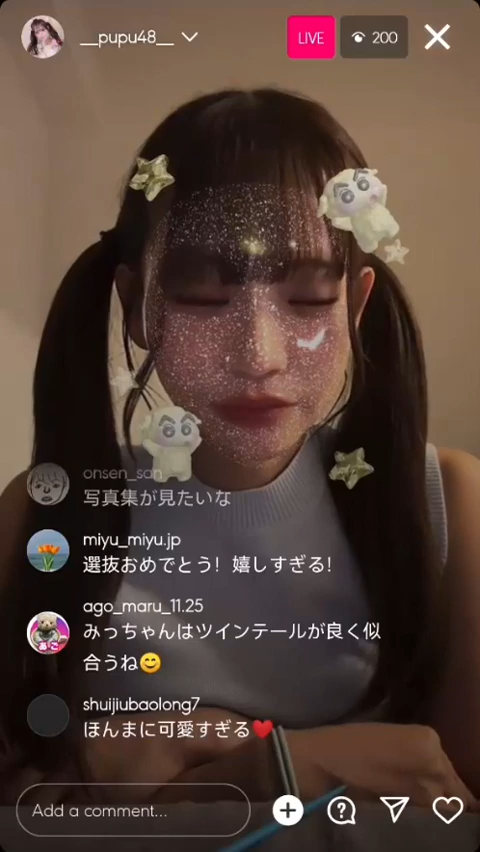 __pupu48__
LIVE
200
onsen_san
写真集が見たいな
miyu_miyu.jp
選抜おめでとう！嬉しすぎる！
ago_maru_11.25
みっちゃんはツインテールが良く似
合うね😊
shuijiubaolong7
ほんまに可愛すぎる❤️
Add a comment...